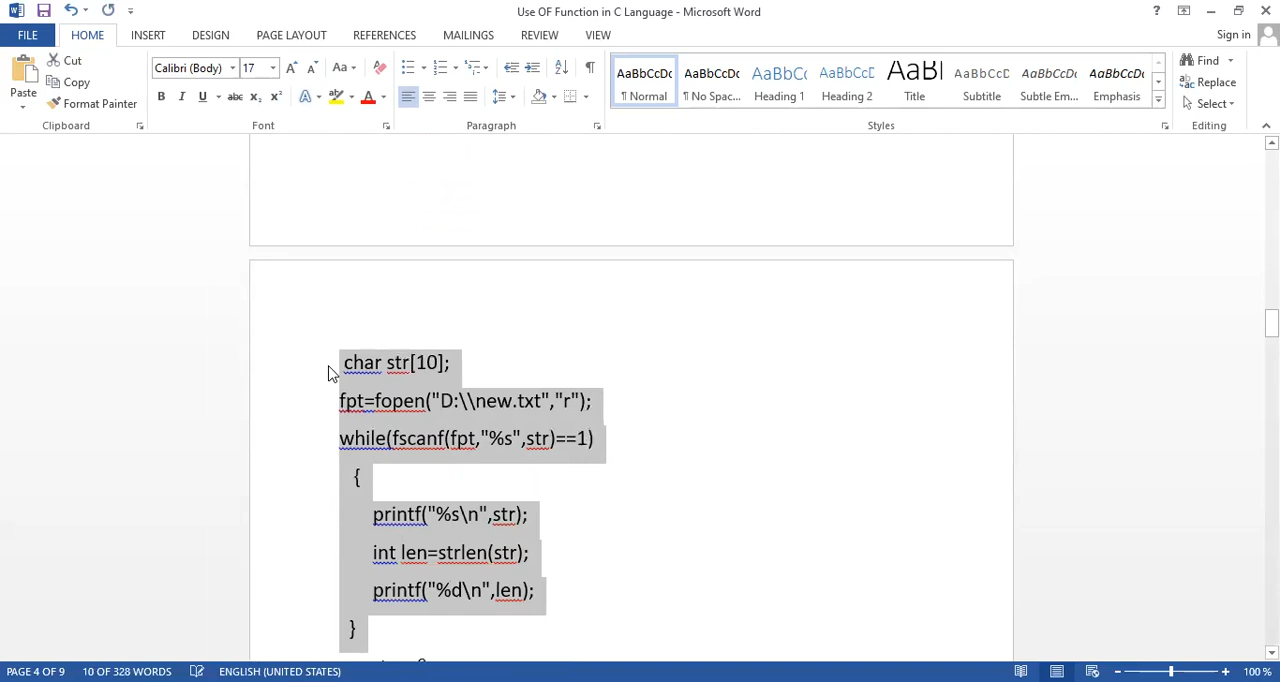 Use OF Function in C Language - Microsoft Word
FILE HOME INSERT DESIGN PAGE LAYOUT REFERENCES MAILINGS REVIEW VIEW Sign in
Paste
Cut
Copy
Format Painter
Clipboard
Calibri (Body) 17
Font
Paragraph
AaBbCcDc AaBbCcDc AaBbCc AaBbCcD AaBl AaBbCcD AaBbCcDc AaBbCcDc
¶ Normal ¶ No Spac... Heading 1 Heading 2 Title Subtitle Subtle Em... Emphasis
Styles
Find
Replace
Select
Editing
char str[10];
fpt=fopen("D:\\new.txt","r");
while(fscanf(fpt,"%s",str)==1)
{
printf("%s\n",str);
int len=strlen(str);
printf("%d\n",len);
}
PAGE 4 OF 9 10 OF 328 WORDS ENGLISH (UNITED STATES) 100 %